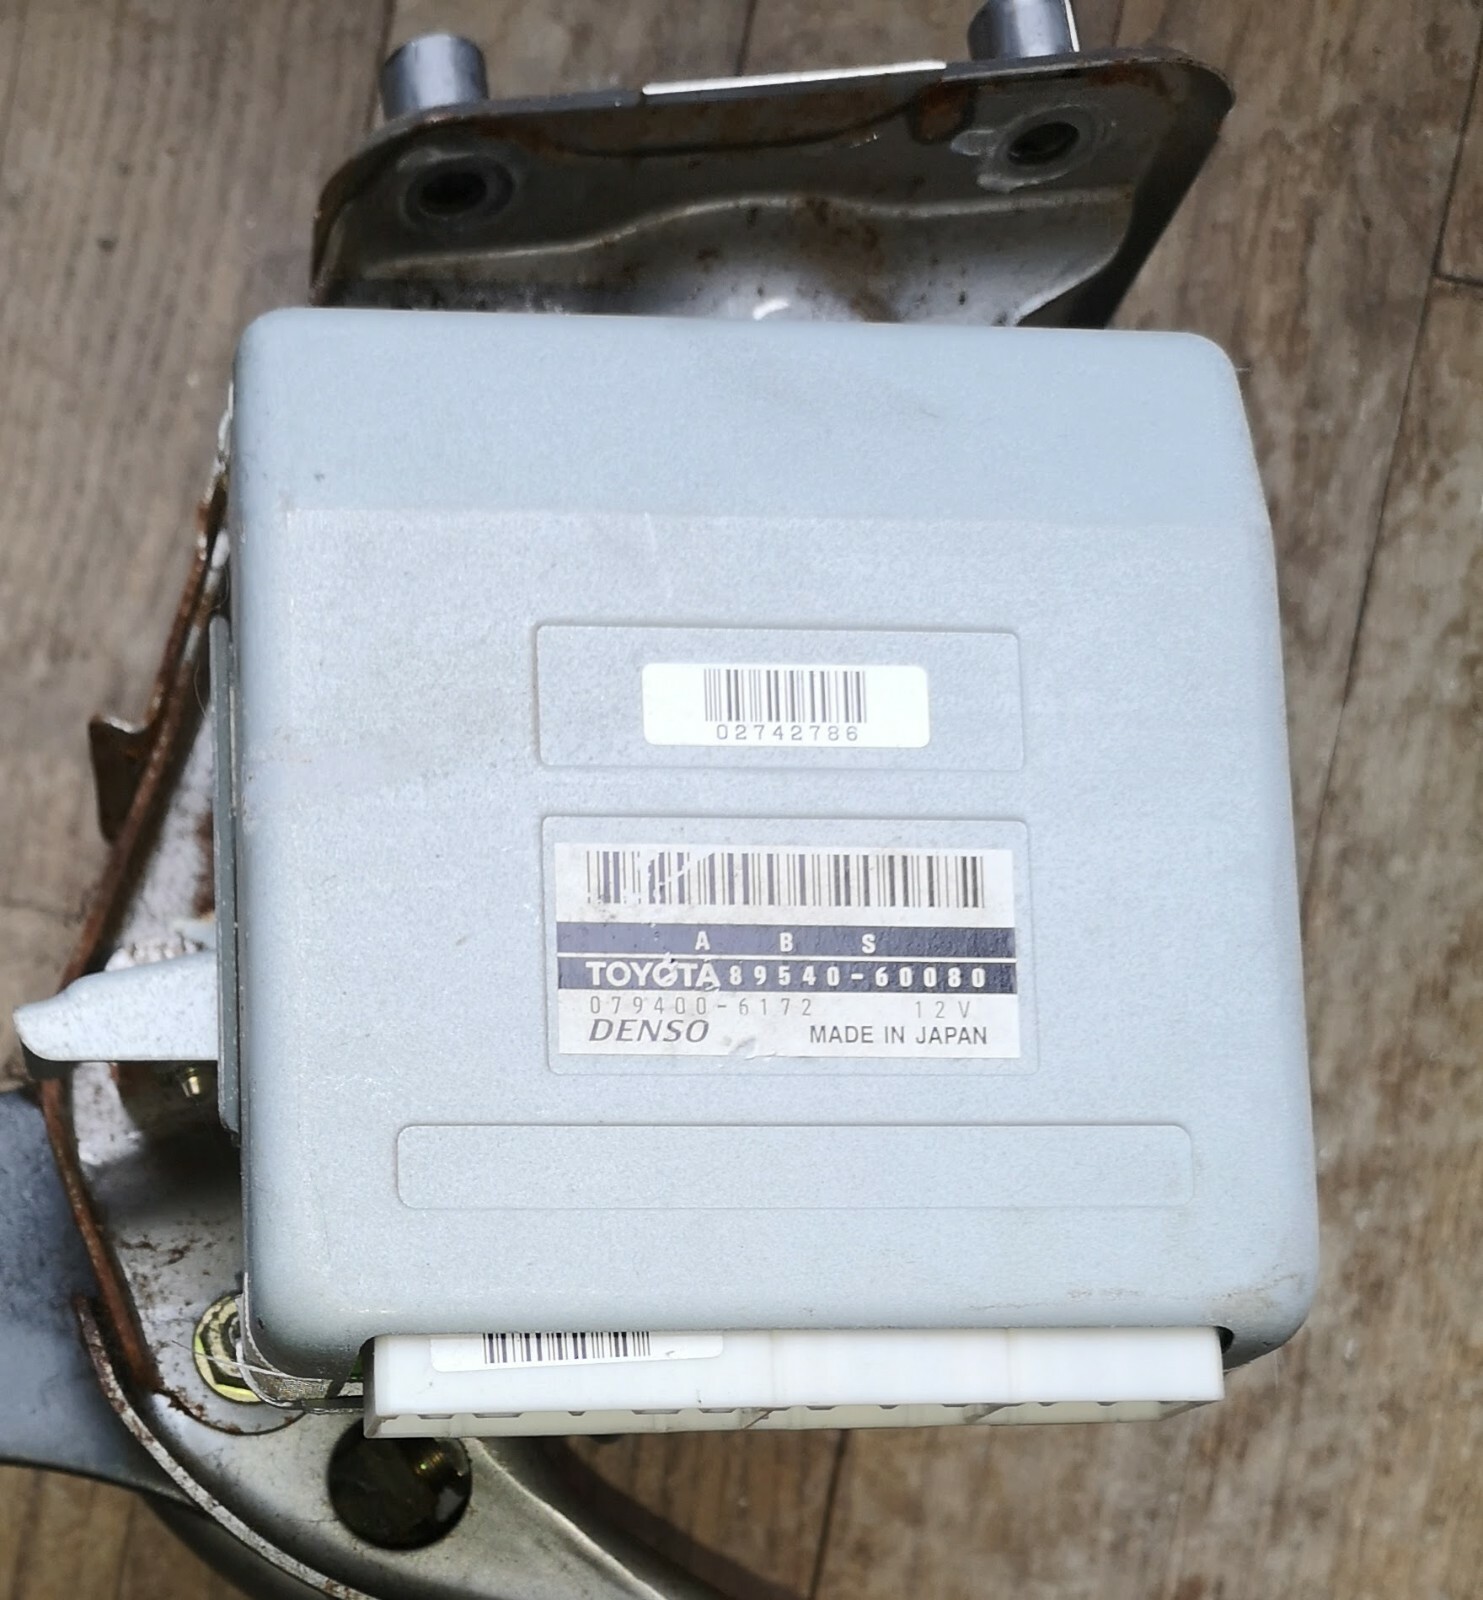 02742786
A B S
TOYOTA 89540-60080
079400-6172 12V
DENSO MADE IN JAPAN